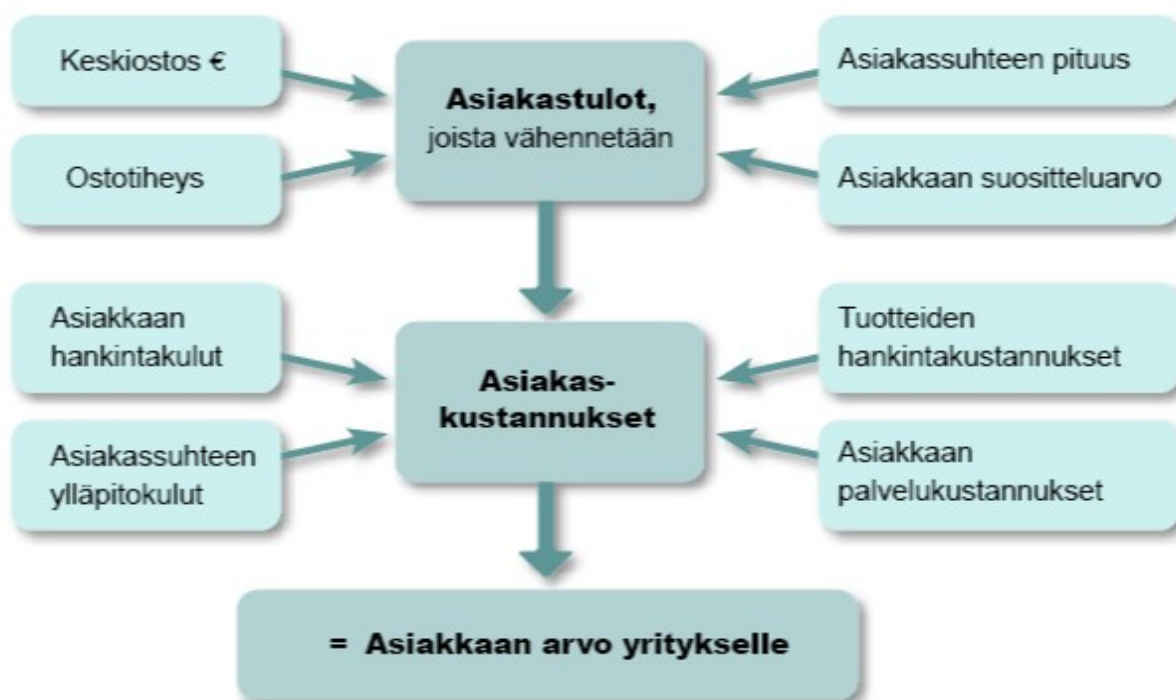 Keskiostos €
Asiakastulot,
joista vähennetään
Asiakassuhteen pituus
Ostotiheys
Asiakkaan suositteluarvo
Asiakkaan
hankintakulut
Asiakas-
kustannukset
Tuotteiden
hankintakustannukset
Asiakassuhteen
ylläpitokulut
Asiakkaan
palvelukustannukset
= Asiakkaan arvo yritykselle